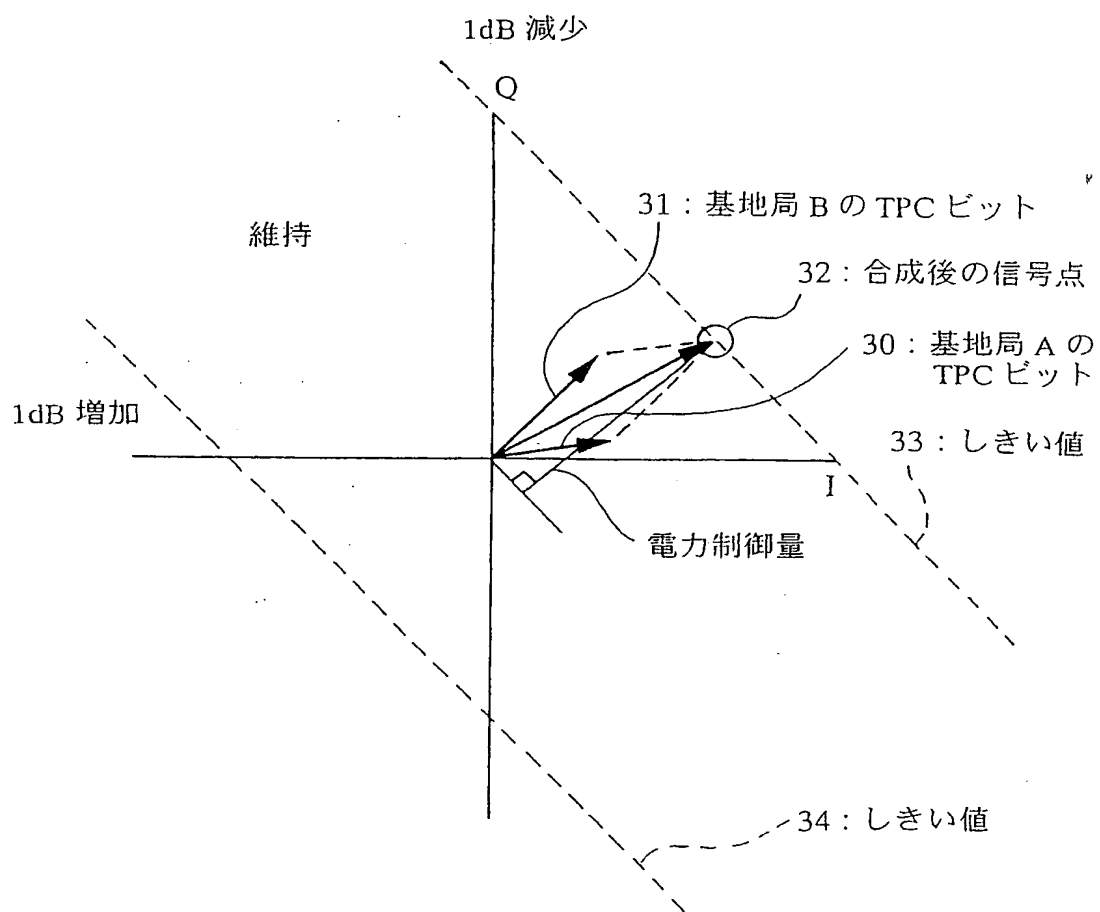 1dB 減少
Q
31：基地局 B の TPC ビット
維持
32：合成後の信号点
30：基地局 A の
TPC ビット
1dB 増加
33：しきい値
I
電力制御量
34：しきい値